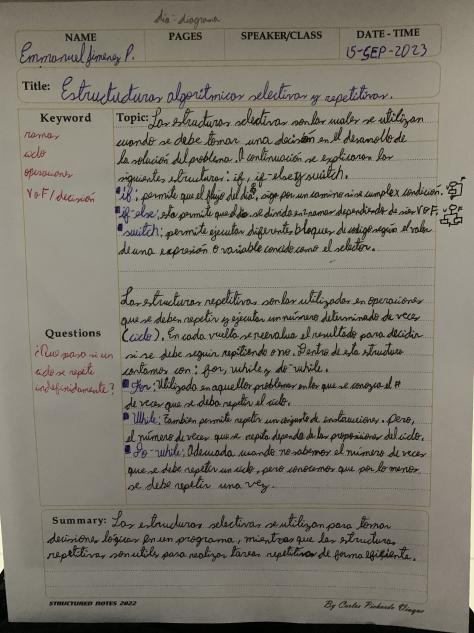 dia-diagrama
NAME PAGES SPEAKER/CLASS DATE - TIME
Emmanuel Jiménez P. 15-SEP-2023
Title: Estructuturas algorítmicas selectivas y repetitivas.
Keyword
ramas
ciclo
operaciones
V o F / decisión
Topic: Las estructuras selectivas son las cuales se utilizan
cuando se debe tomar una decisión en el desarrollo de
la solución del problema. A continuación se explicaran las
siguientes estructuras: if, if-else y switch.
if: permite que el flujo del dia, siga por un camino si se cumple x condición.
if-else: esta permite que el dia. se divida en ramas dependiendo de si es V o F.
switch: permite ejecutar diferentes bloques de codigo según el valor
de una expresión o variable conocido como el selector.
Las estructuras repetitivas son las utilizadas en operaciones
que se deben repetir y ejecutar un número determinado de veces
(ciclo). En cada vuelta se reevalua el resultado para decidir
si se debe seguir repitiendo o no. Dentro de esta estructura
contamos con: for, while y do-while.
For: Utilizada en aquellos problemas en los que se conozca el #
de veces que se deba repetir el ciclo.
While: Tambien permite repetir un conjunto de instrucciones. Pero,
el número de veces que se repita depende de las proposiciones del ciclo.
Do-while: Adecuada cuando no sabemos el número de veces
que se debe repetir un ciclo, pero conocemos que por lo menos
se debe repetir una vez.
Questions
¿Que pasa si un
ciclo se repite
indefinidamente?
Summary: Las estructuras selectivas se utilizan para tomar
decisiones lógicas en un programa, mientras que las estructuras
repetitivas son utiles para realizar tareas repetitivas de forma eficiente.
STRUCTURED NOTES 2022 By Carlos Pichardo Vinque